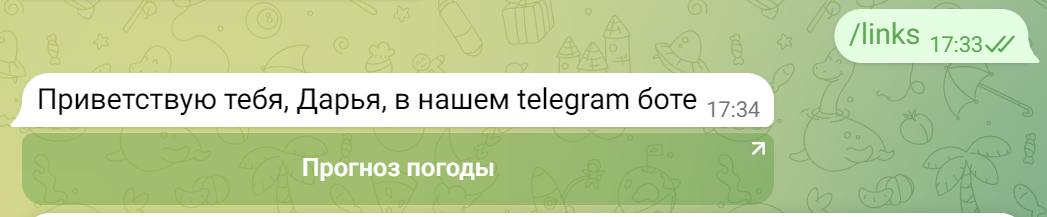 /links 17:33
Приветствую тебя, Дарья, в нашем telegram боте 17:34
Прогноз погоды